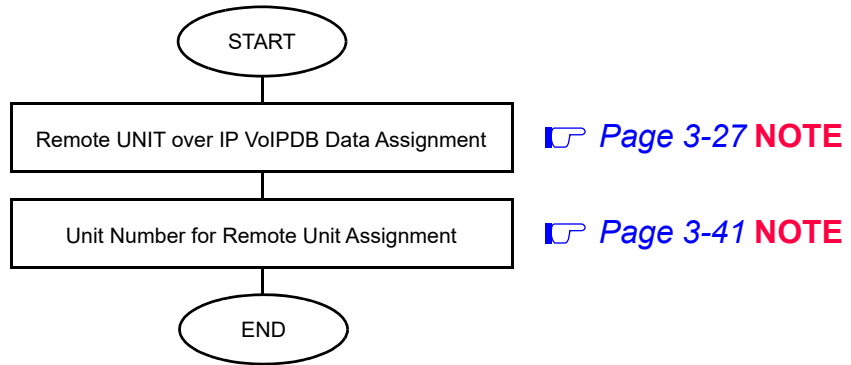 START
Remote UNIT over IP VoIPDB Data Assignment
Page 3-27 NOTE
Unit Number for Remote Unit Assignment
Page 3-41 NOTE
END